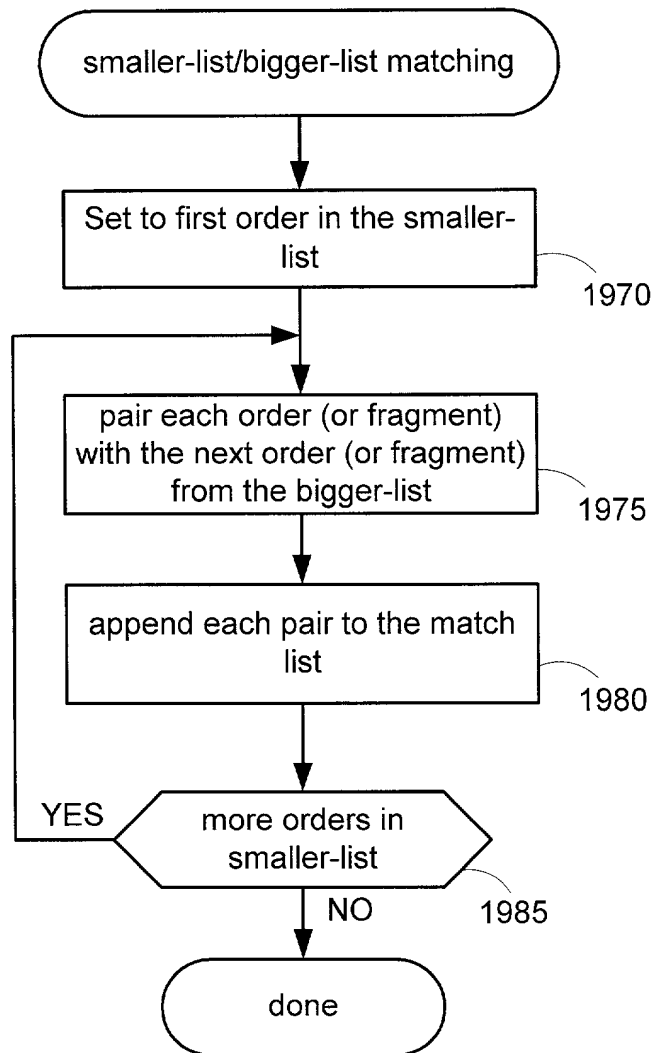 smaller-list/bigger-list matching
Set to first order in the smaller-
list
1970
pair each order (or fragment)
with the next order (or fragment)
from the bigger-list
1975
append each pair to the match
list
1980
YES
more orders in
smaller-list
1985
NO
done